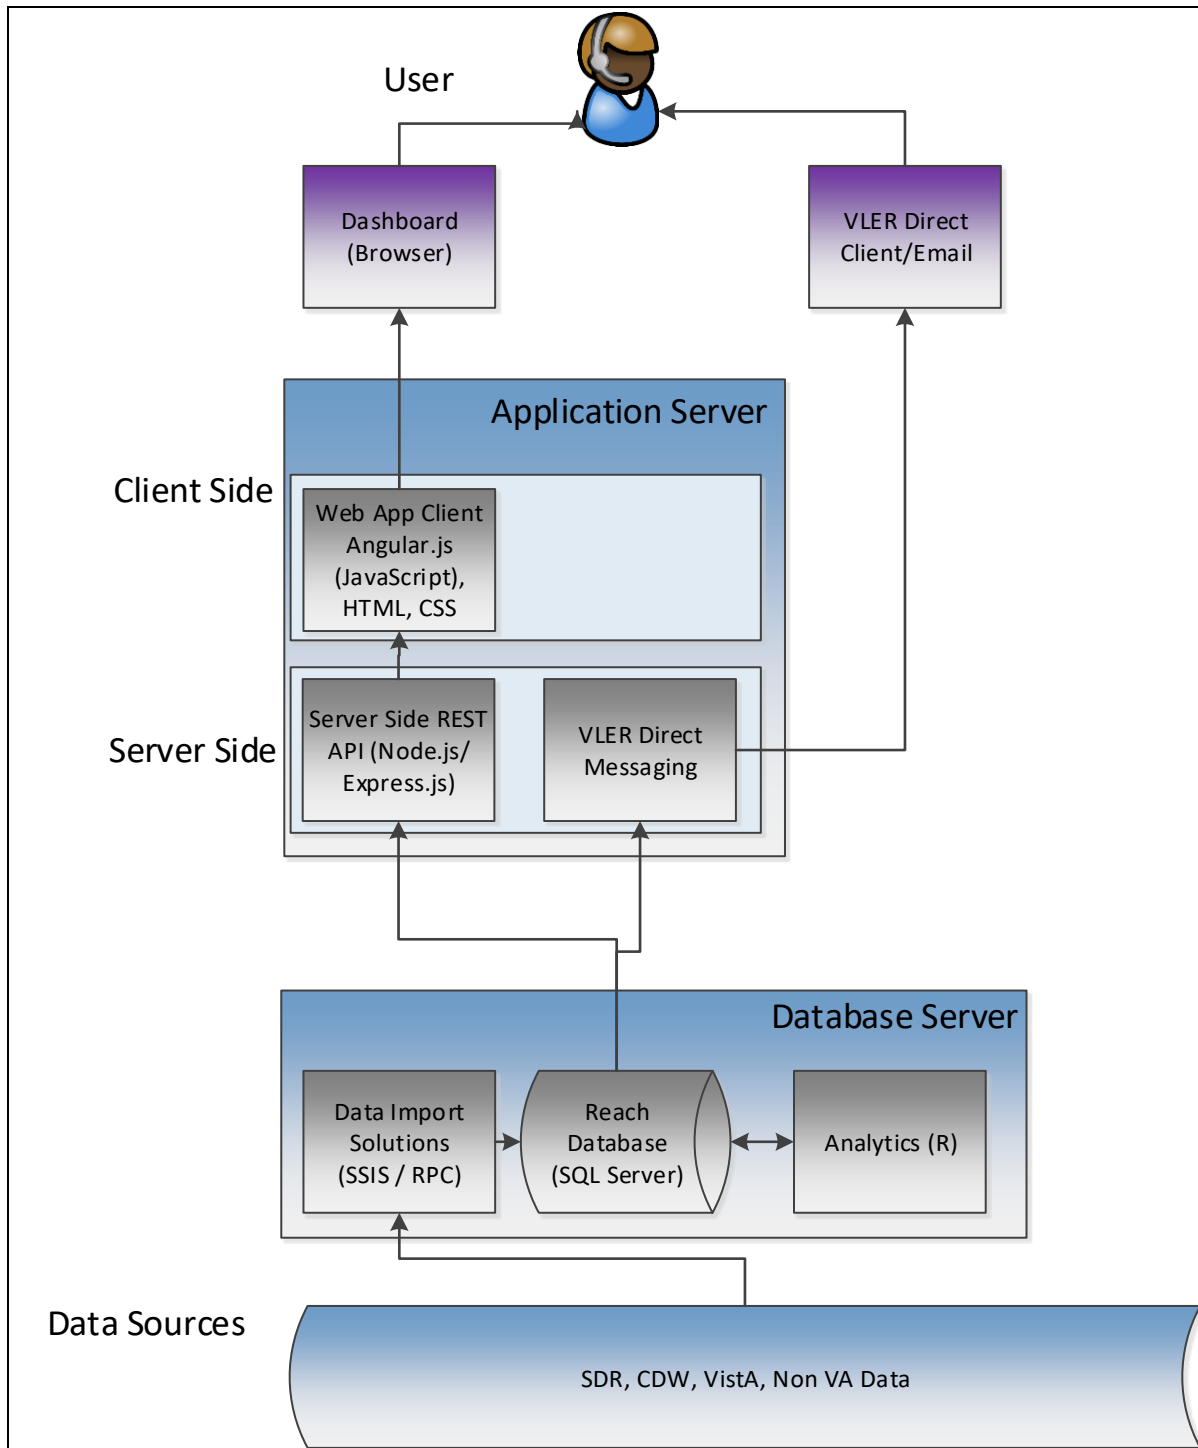 User
Dashboard
(Browser)
VLER Direct
Client/Email
Application Server
Client Side
Web App Client
Angular.js
(JavaScript),
HTML, CSS
Server Side
Server Side REST
API (Node.js/
Express.js)
VLER Direct
Messaging
Database Server
Data Import
Solutions
(SSIS / RPC)
Reach
Database
(SQL Server)
Analytics (R)
Data Sources
SDR, CDW, VistA, Non VA Data